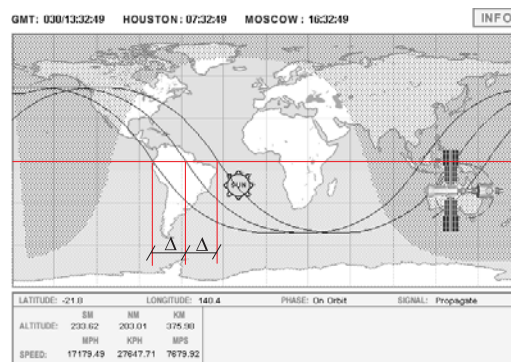 GMT: 030/13:32:49 HOUSTON: 07:32:49 MOSCOW: 16:32:49 INFO
SUN
Δ Δ
LATITUDE: -21.8 LONGITUDE: 140.4 PHASE: On Orbit SIGNAL: Propagate
SM NM KM
ALTITUDE: 233.62 203.01 375.98
MPH KPH MPS
SPEED: 17179.49 27647.71 7679.92